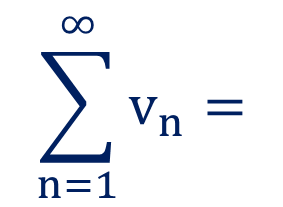 ∞
∑ vₙ =
n=1